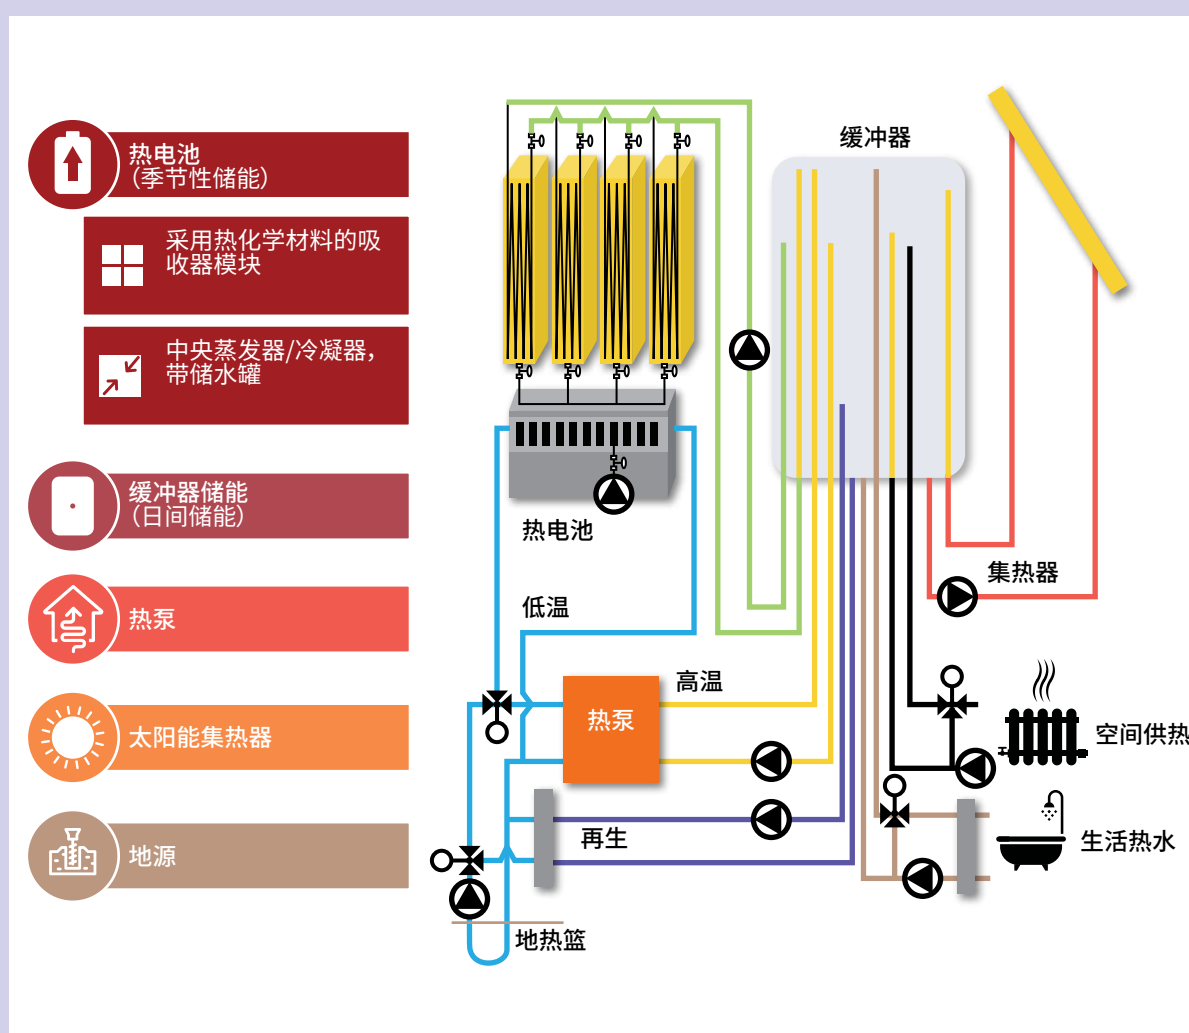 热电池
（季节性储能）
采用热化学材料的吸
收器模块
中央蒸发器/冷凝器，
带储水罐
缓冲器储能
（日间储能）
热泵
太阳能集热器
地源
缓冲器
热电池
集热器
低温
高温
热泵
空间供热
再生
生活热水
地热篮